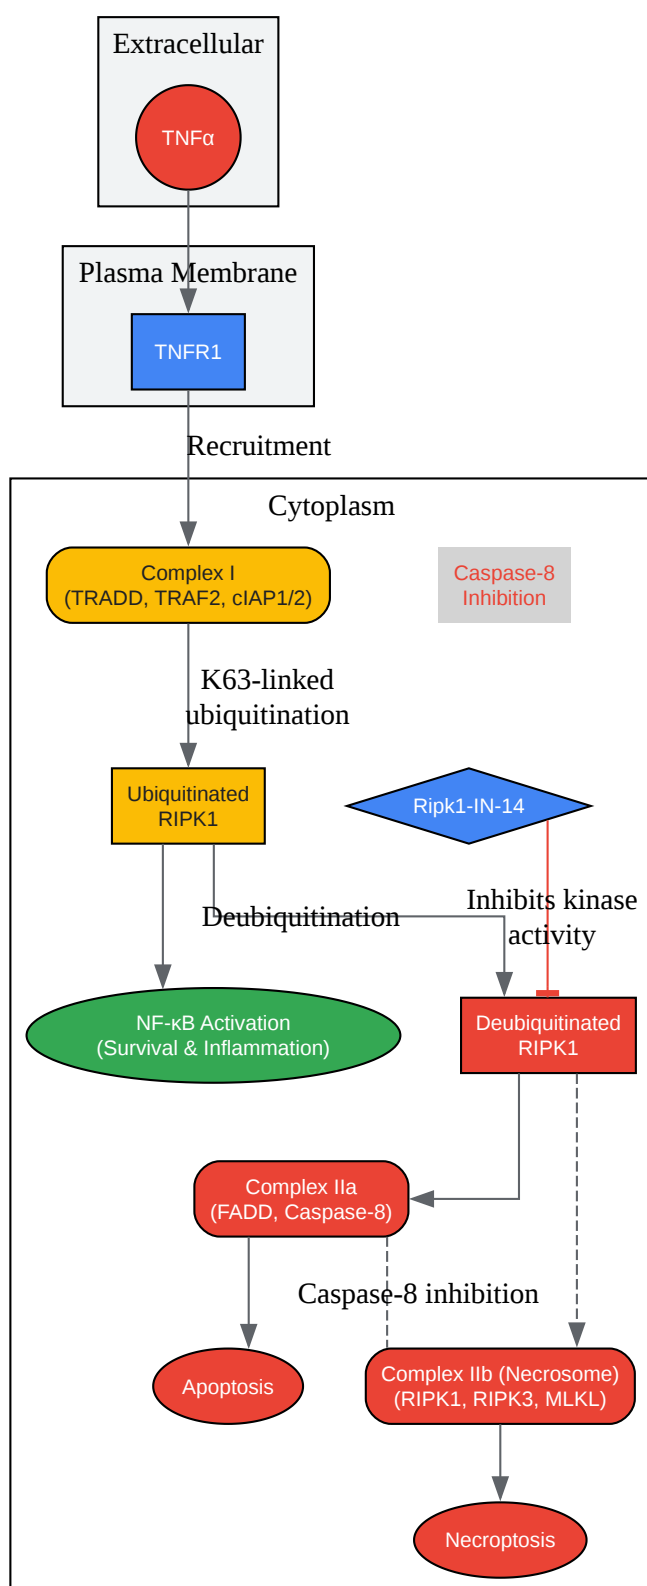 Extracellular
TNFα
Plasma Membrane
TNFR1
Recruitment
Cytoplasm
Complex I
(TRADD, TRAF2, cIAP1/2)
Caspase-8
Inhibition
K63-linked
ubiquitination
Ubiquitinated
RIPK1
Ripk1-IN-14
Deubiquitination
Inhibits kinase
activity
NF-κB Activation
(Survival & Inflammation)
Deubiquitinated
RIPK1
Complex IIa
(FADD, Caspase-8)
Caspase-8 inhibition
Apoptosis
Complex IIb (Necrosome)
(RIPK1, RIPK3, MLKL)
Necroptosis